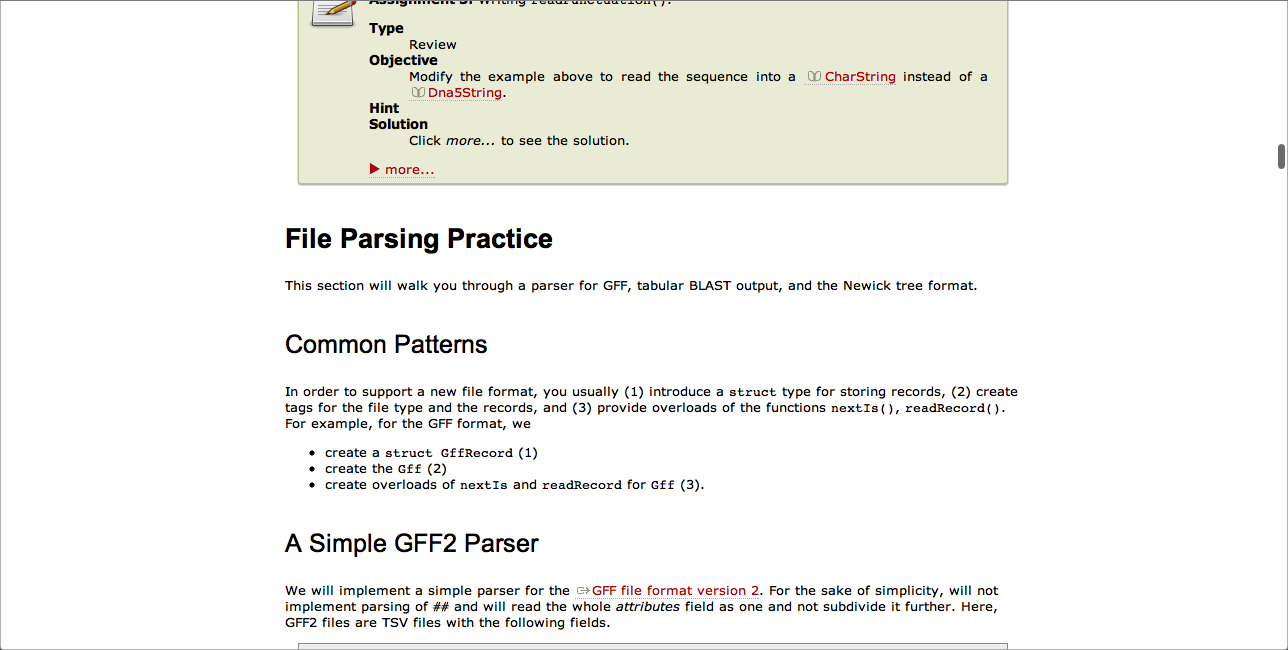 Assignment 3: Writing readPunctuation().
Type
Review
Objective
Modify the example above to read the sequence into a CharString instead of a
Dna5String.
Hint
Solution
Click more... to see the solution.
more...
File Parsing Practice
This section will walk you through a parser for GFF, tabular BLAST output, and the Newick tree format.
Common Patterns
In order to support a new file format, you usually (1) introduce a struct type for storing records, (2) create
tags for the file type and the records, and (3) provide overloads of the functions nextIs(), readRecord().
For example, for the GFF format, we
create a struct GffRecord (1)
create the Gff (2)
create overloads of nextIs and readRecord for Gff (3).
A Simple GFF2 Parser
We will implement a simple parser for the GFF file format version 2. For the sake of simplicity, will not
implement parsing of ## and will read the whole attributes field as one and not subdivide it further. Here,
GFF2 files are TSV files with the following fields.